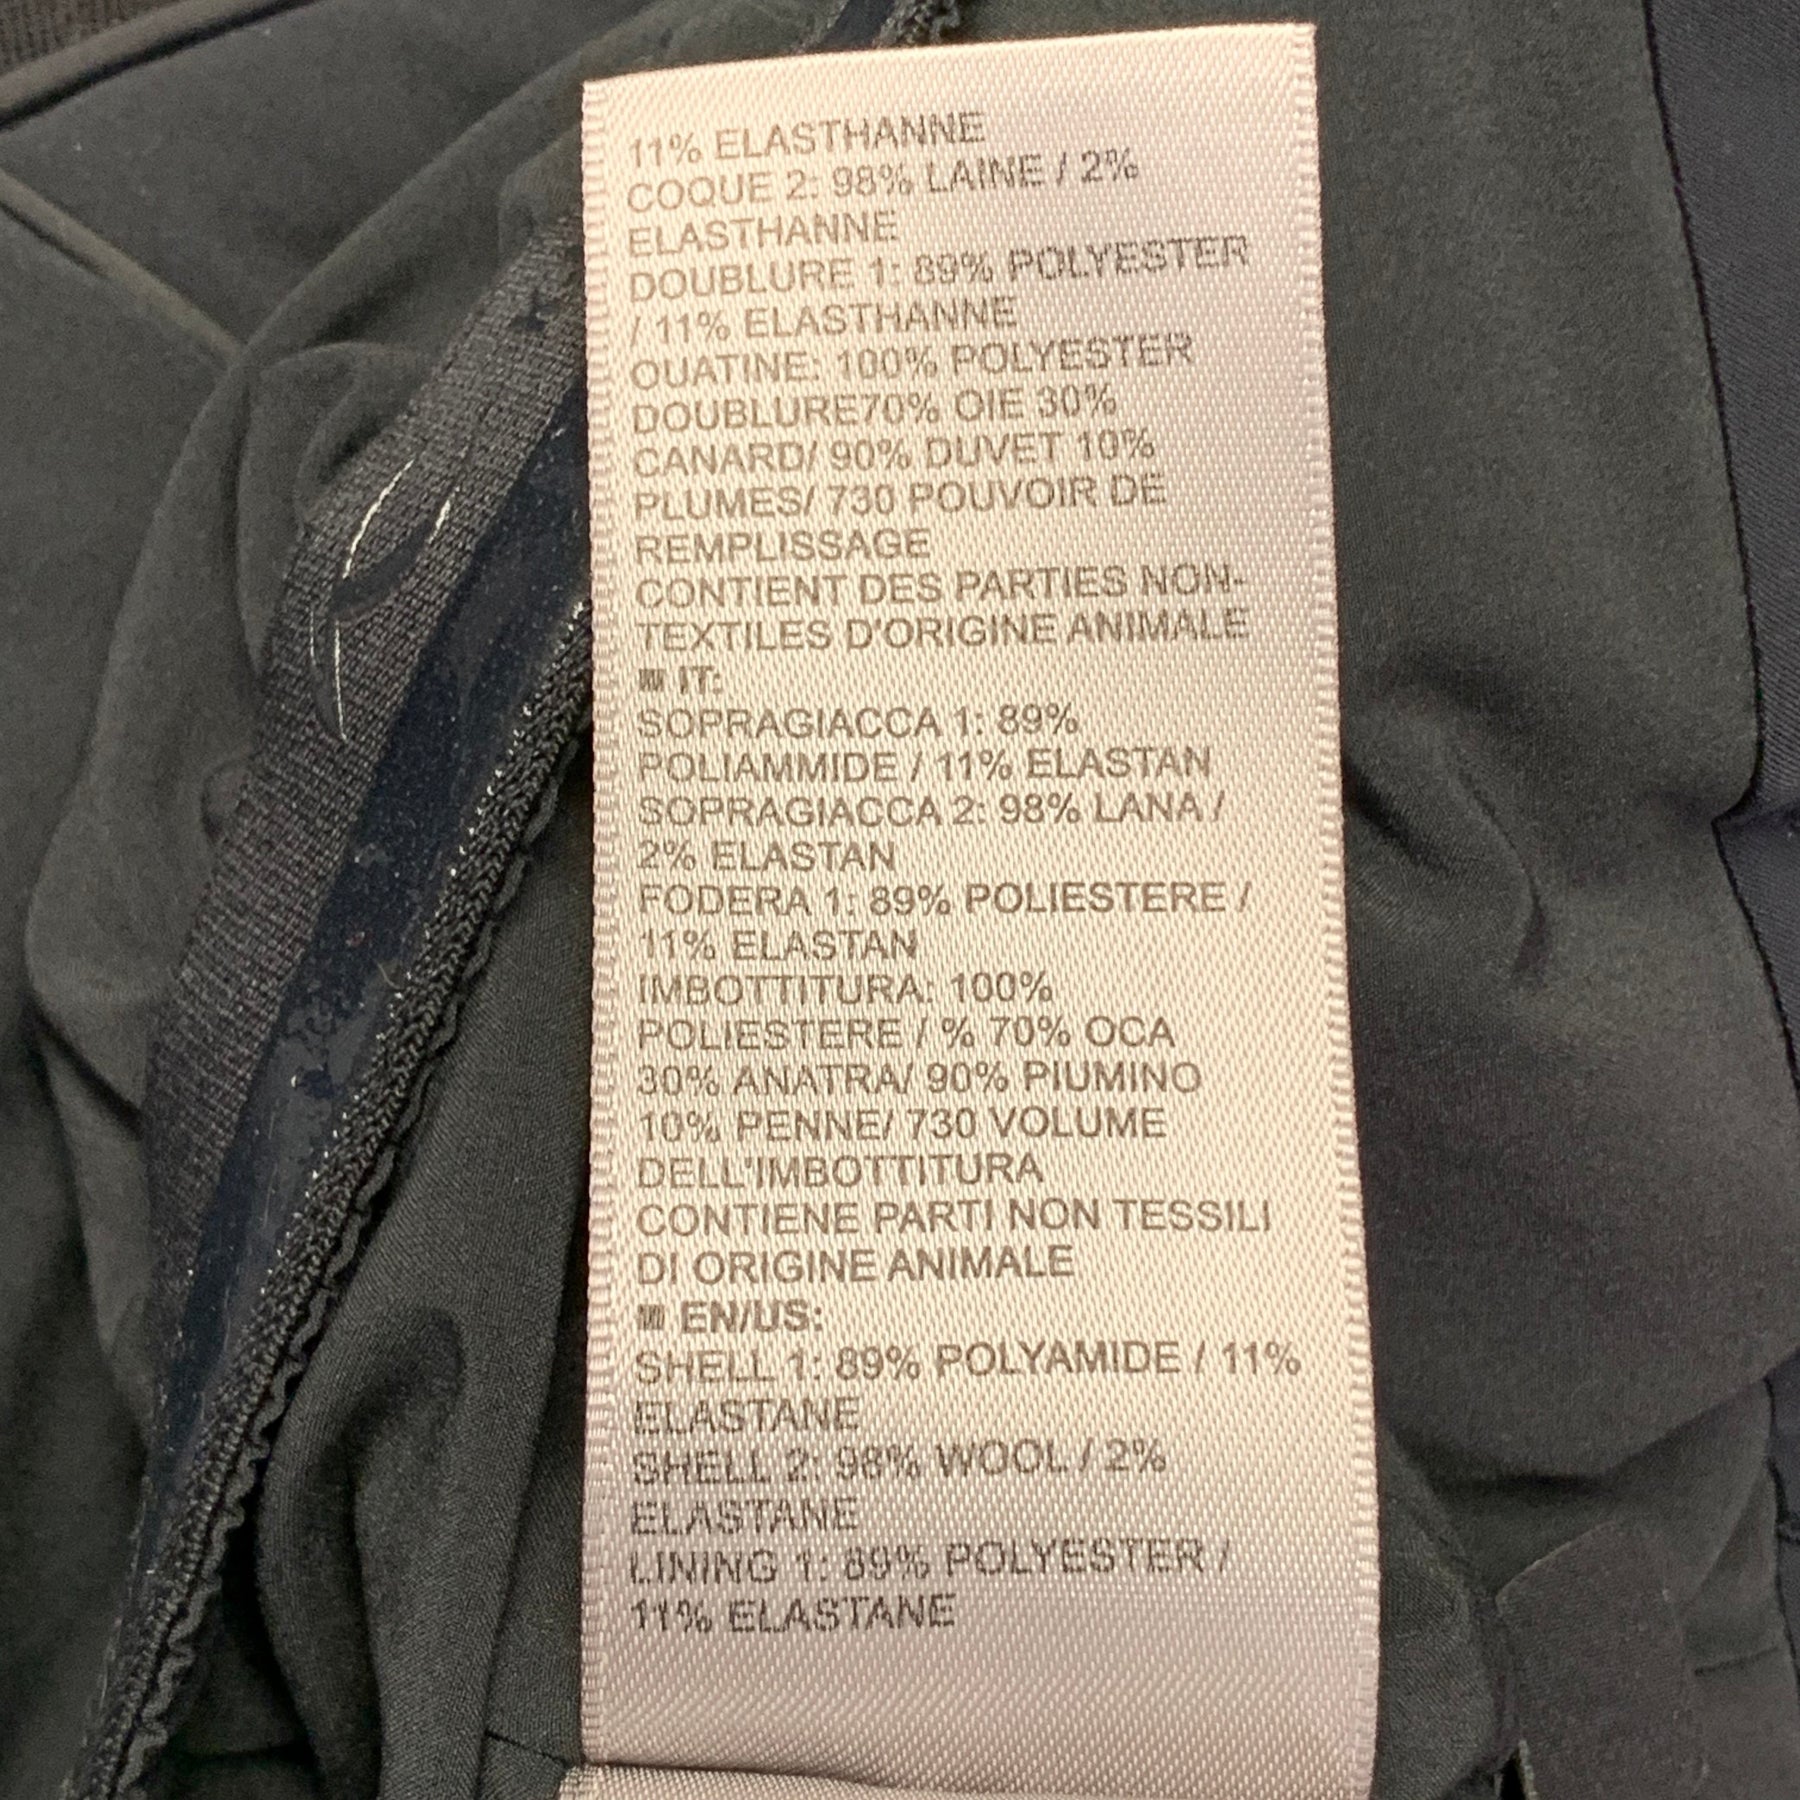 11% ELASTHANNE
COQUE 2: 98% LAINE / 2%
ELASTHANNE
DOUBLURE 1: 89% POLYESTER
/ 11% ELASTHANNE
OUATINE: 100% POLYESTER
DOUBLURE70% OIE 30%
CANARD/ 90% DUVET 10%
PLUMES/ 730 POUVOIR DE
REMPLISSAGE
CONTIENT DES PARTIES NON-
TEXTILES D'ORIGINE ANIMALE
IT:
SOPRAGIACCA 1: 89%
POLIAMMIDE / 11% ELASTAN
SOPRAGIACCA 2: 98% LANA /
2% ELASTAN
FODERA 1: 89% POLIESTERE /
11% ELASTAN
IMBOTTITURA: 100%
POLIESTERE / % 70% OCA
30% ANATRA/ 90% PIUMINO
10% PENNE/ 730 VOLUME
DELL'IMBOTTITURA
CONTIENE PARTI NON TESSILI
DI ORIGINE ANIMALE
EN/US:
SHELL 1: 89% POLYAMIDE / 11%
ELASTANE
SHELL 2: 98% WOOL / 2%
ELASTANE
LINING 1: 89% POLYESTER /
11% ELASTANE